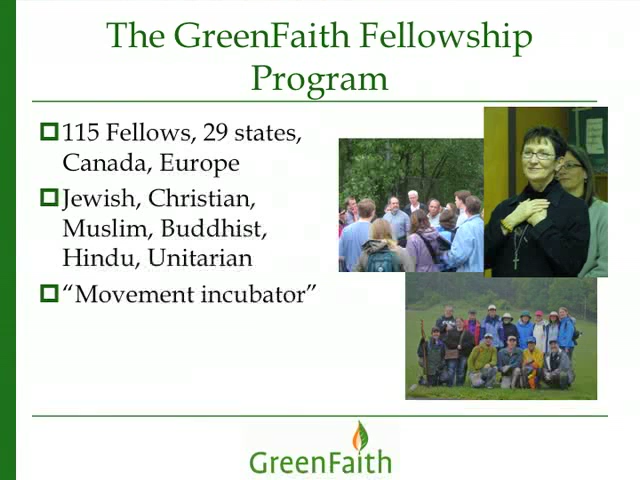 The GreenFaith Fellowship
Program
115 Fellows, 29 states,
Canada, Europe
Jewish, Christian,
Muslim, Buddhist,
Hindu, Unitarian
“Movement incubator”
GreenFaith